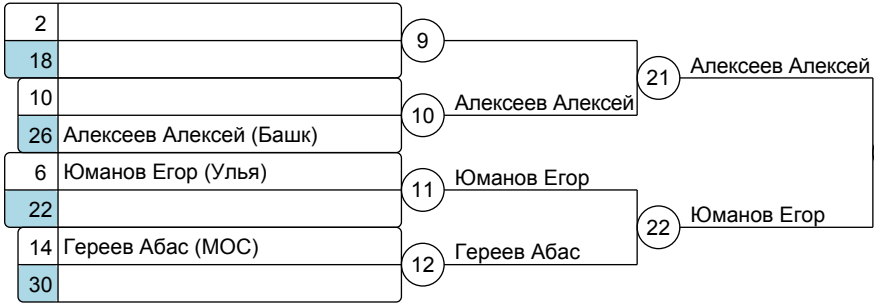 2
18
9
10
26 Алексеев Алексей (Башк)
10 Алексеев Алексей
21 Алексеев Алексей
6 Юманов Егор (Улья)
22
11 Юманов Егор
14 Гереев Абас (МОС)
30
12 Гереев Абас
22 Юманов Егор